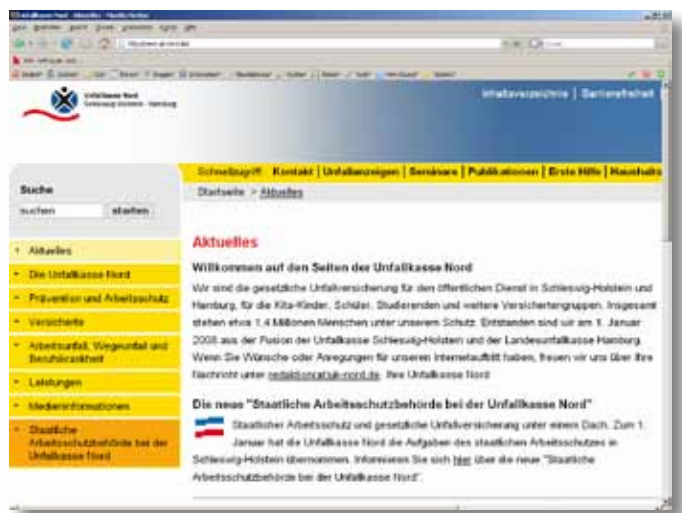 Unfallkasse Nord
Schleswig-Holstein · Hamburg
Inhaltsverzeichnis | Barrierefreiheit
Schnellzugriff: Kontakt | Unfallanzeigen | Seminare | Publikationen | Erste Hilfe | Haushalts
Startseite > Aktuelles
Suche
suchen starten
Aktuelles
Die Unfallkasse Nord
Prävention und Arbeitsschutz
Versicherte
Arbeitsunfall, Wegeunfall und
Berufskrankheit
Leistungen
Medieninformationen
Staatliche
Arbeitsschutzbehörde bei der
Unfallkasse Nord
Aktuelles
Willkommen auf den Seiten der Unfallkasse Nord
Wir sind die gesetzliche Unfallversicherung für den öffentlichen Dienst in Schleswig-Holstein und
Hamburg, für die Kita-Kinder, Schüler, Studierenden und weitere Versichertengruppen. Insgesamt
stehen etwa 1,4 Millionen Menschen unter unserem Schutz. Entstanden sind wir am 1. Januar
2008 aus der Fusion der Unfallkasse Schleswig-Holstein und der Landesunfallkasse Hamburg.
Wenn Sie Wünsche oder Anregungen für unseren Internetauftritt haben, freuen wir uns über Ihre
Nachricht unter redaktion(at)uk-nord.de. Ihre Unfallkasse Nord
Die neue "Staatliche Arbeitsschutzbehörde bei der Unfallkasse Nord"
Staatlicher Arbeitsschutz und gesetzliche Unfallversicherung unter einem Dach. Zum 1.
Januar hat die Unfallkasse Nord die Aufgaben des staatlichen Arbeitsschutzes in
Schleswig-Holstein übernommen. Informieren Sie sich hier über die neue "Staatliche
Arbeitsschutzbehörde bei der Unfallkasse Nord".